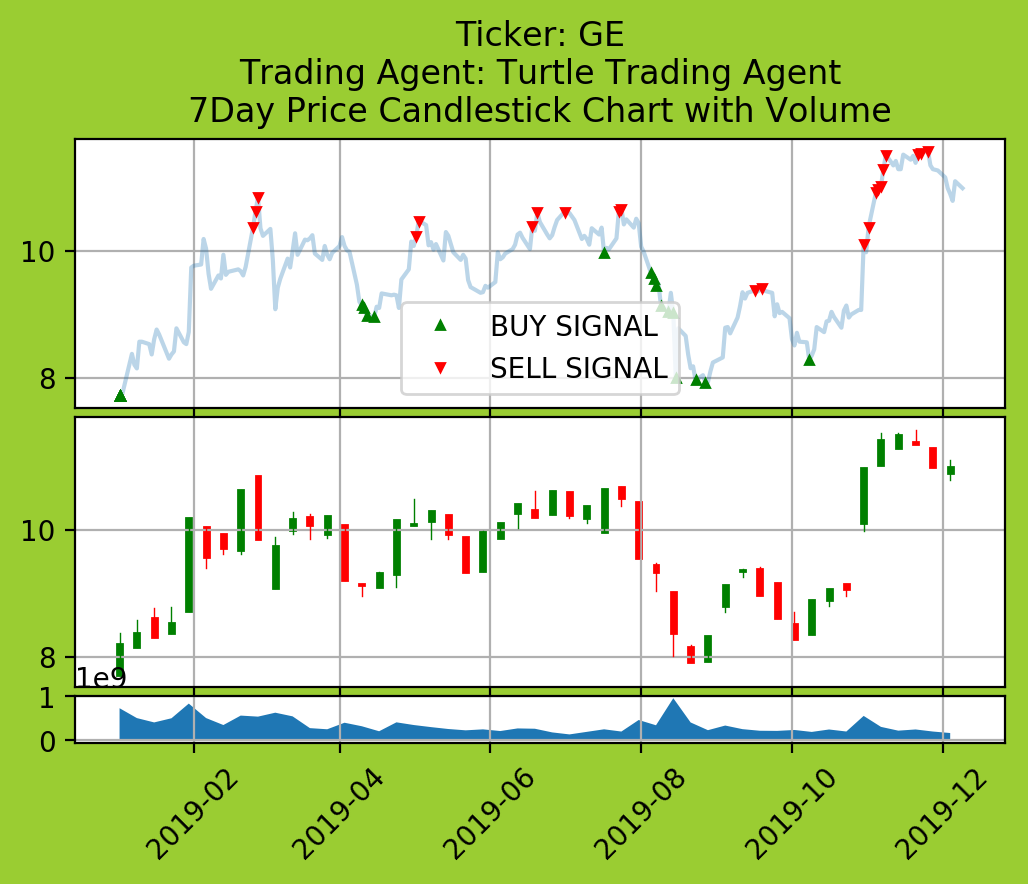 Ticker: GE
Trading Agent: Turtle Trading Agent
7Day Price Candlestick Chart with Volume
10
8
BUY SIGNAL
SELL SIGNAL
10
8
1e9
1
0
2019-02
2019-04
2019-06
2019-08
2019-10
2019-12